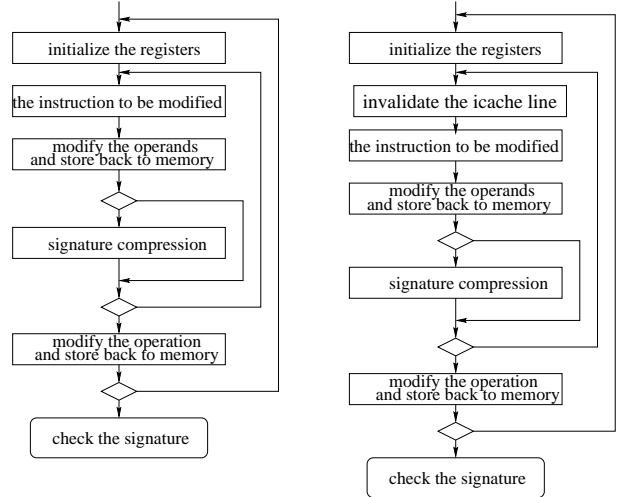 initialize the registers
the instruction to be modified
modify the operands
and store back to memory
signature compression
modify the operation
and store back to memory
check the signature
initialize the registers
invalidate the icache line
the instruction to be modified
modify the operands
and store back to memory
signature compression
modify the operation
and store back to memory
check the signature